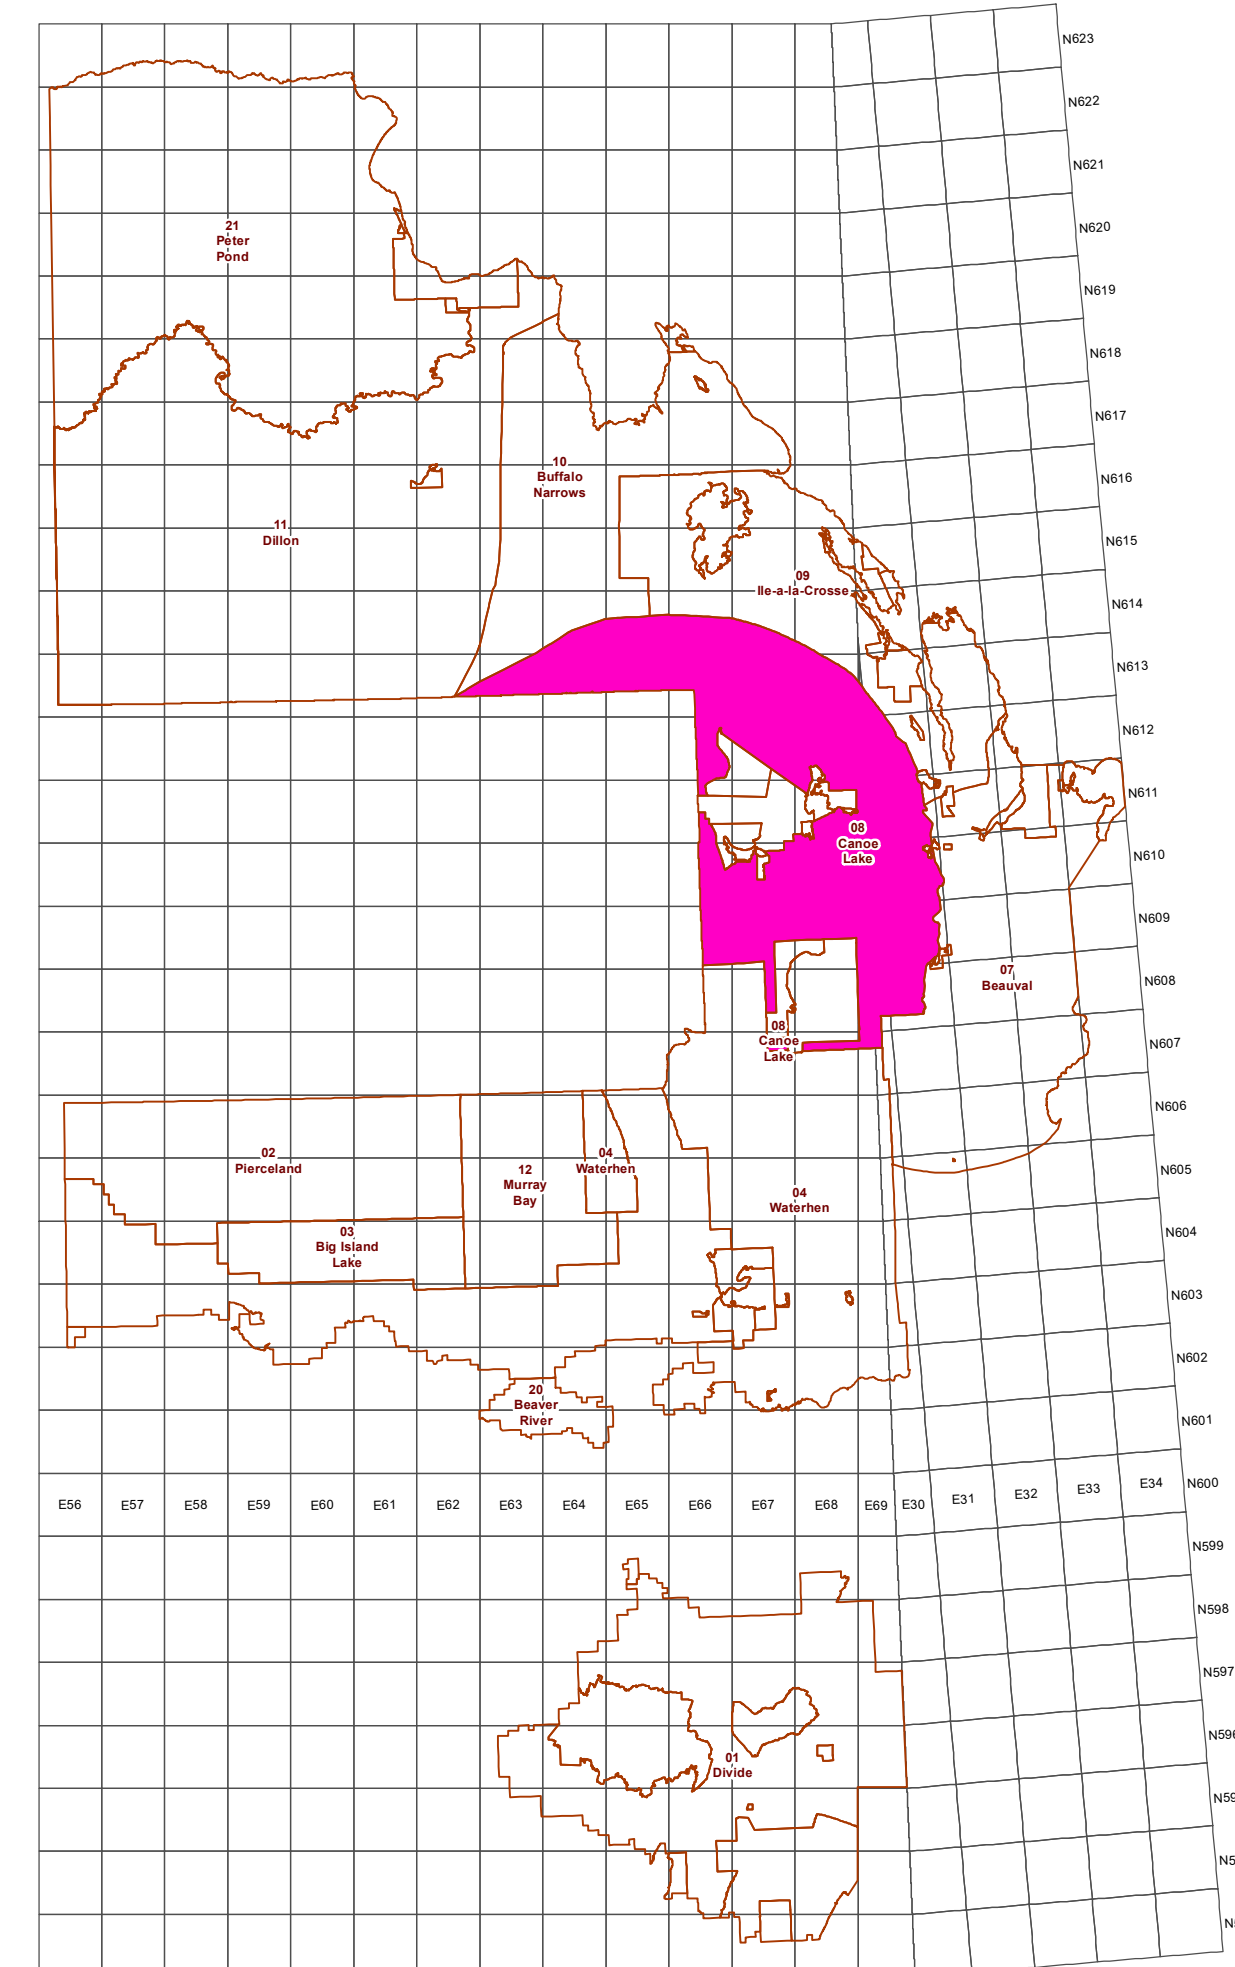 N623
N622
N621
N620
21
Peter
Pond
N619
N618
N617
10
Buffalo
Narrows
N616
11
Dillon
N615
09
Ile-a-la-Crosse
N614
N613
N612
N611
08
Canoe
Lake
N610
N609
07
Beauval
N608
08
Canoe
Lake
N607
N606
02
Pierceland
12
Murray
Bay
04
Waterhen
N605
04
Waterhen
N604
03
Big Island
Lake
N603
N602
20
Beaver
River
N601
N600
E56 E57 E58 E59 E60 E61 E62 E63 E64 E65 E66 E67 E68 E69 E30 E31 E32 E33 E34
N599
N598
N597
N596
01
Divide
N59
N5